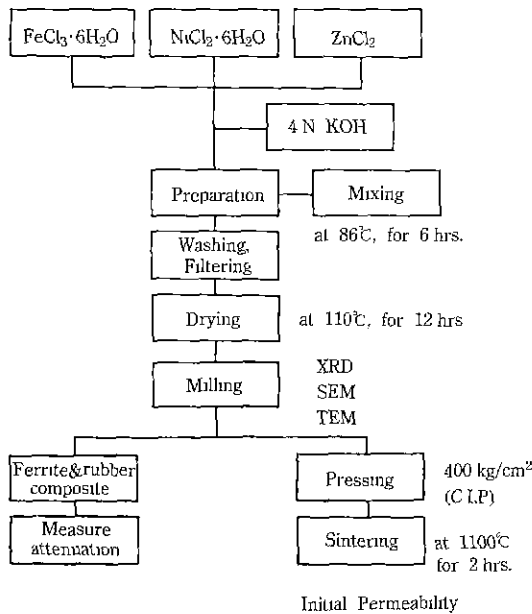 FeCl3·6H2O
NiCl2·6H2O
ZnCl2
4 N KOH
Preparation
Mixing
at 86℃, for 6 hrs.
Washing,
Filtering
Drying
at 110℃, for 12 hrs
Milling
XRD
SEM
TEM
Ferrite&rubber
composite
Pressing
400 kg/cm²
(C I.P)
Measure
attenuation
Sintering
at 1100℃
for 2 hrs.
Initial Permeability